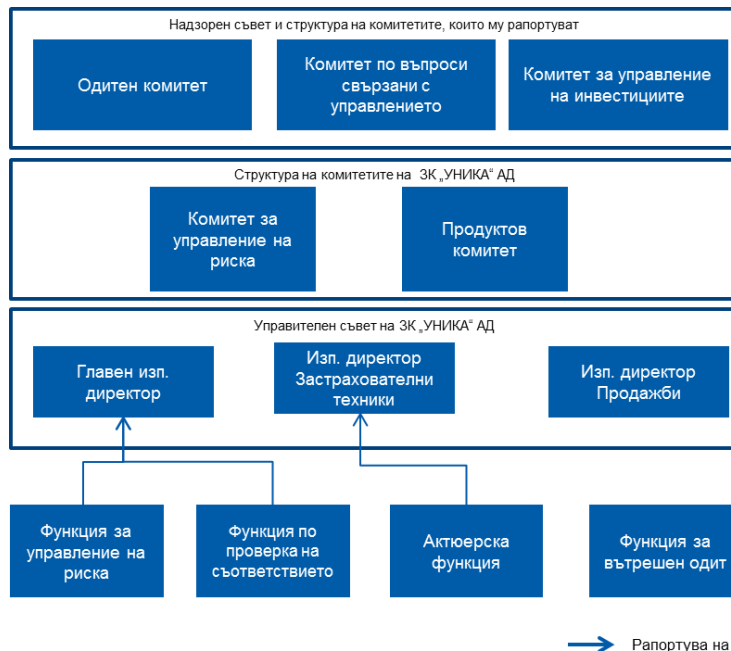 Надзорен съвет и структура на комитетите, които му рапортуват
Одитен комитет
Комитет по въпроси
свързани с
управлението
Комитет за управление
на инвестициите
Структура на комитетите на ЗК „УНИКА“ АД
Комитет за
управление на
риска
Продуктов
комитет
Управителен съвет на ЗК „УНИКА“ АД
Главен изп.
директор
Изп. директор
Застрахователни
техники
Изп. директор
Продажби
Функция за
управление на
риска
Функция по
проверка на
съответствието
Актюерска
функция
Функция за
вътрешен одит
Рапортува на